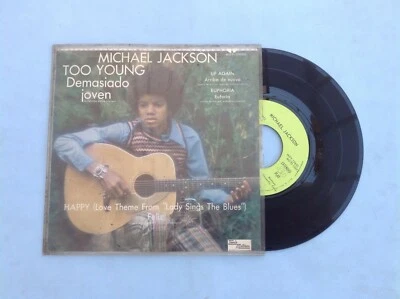 MICHAEL JACKSON
TOO YOUNG
Demasiado
joven
UP AGAIN
Arriba de nuevo
EUPHORIA
Euforia
HAPPY (Love Theme From "Lady Sings The Blues")
Feliz
MICHAEL JACKSON